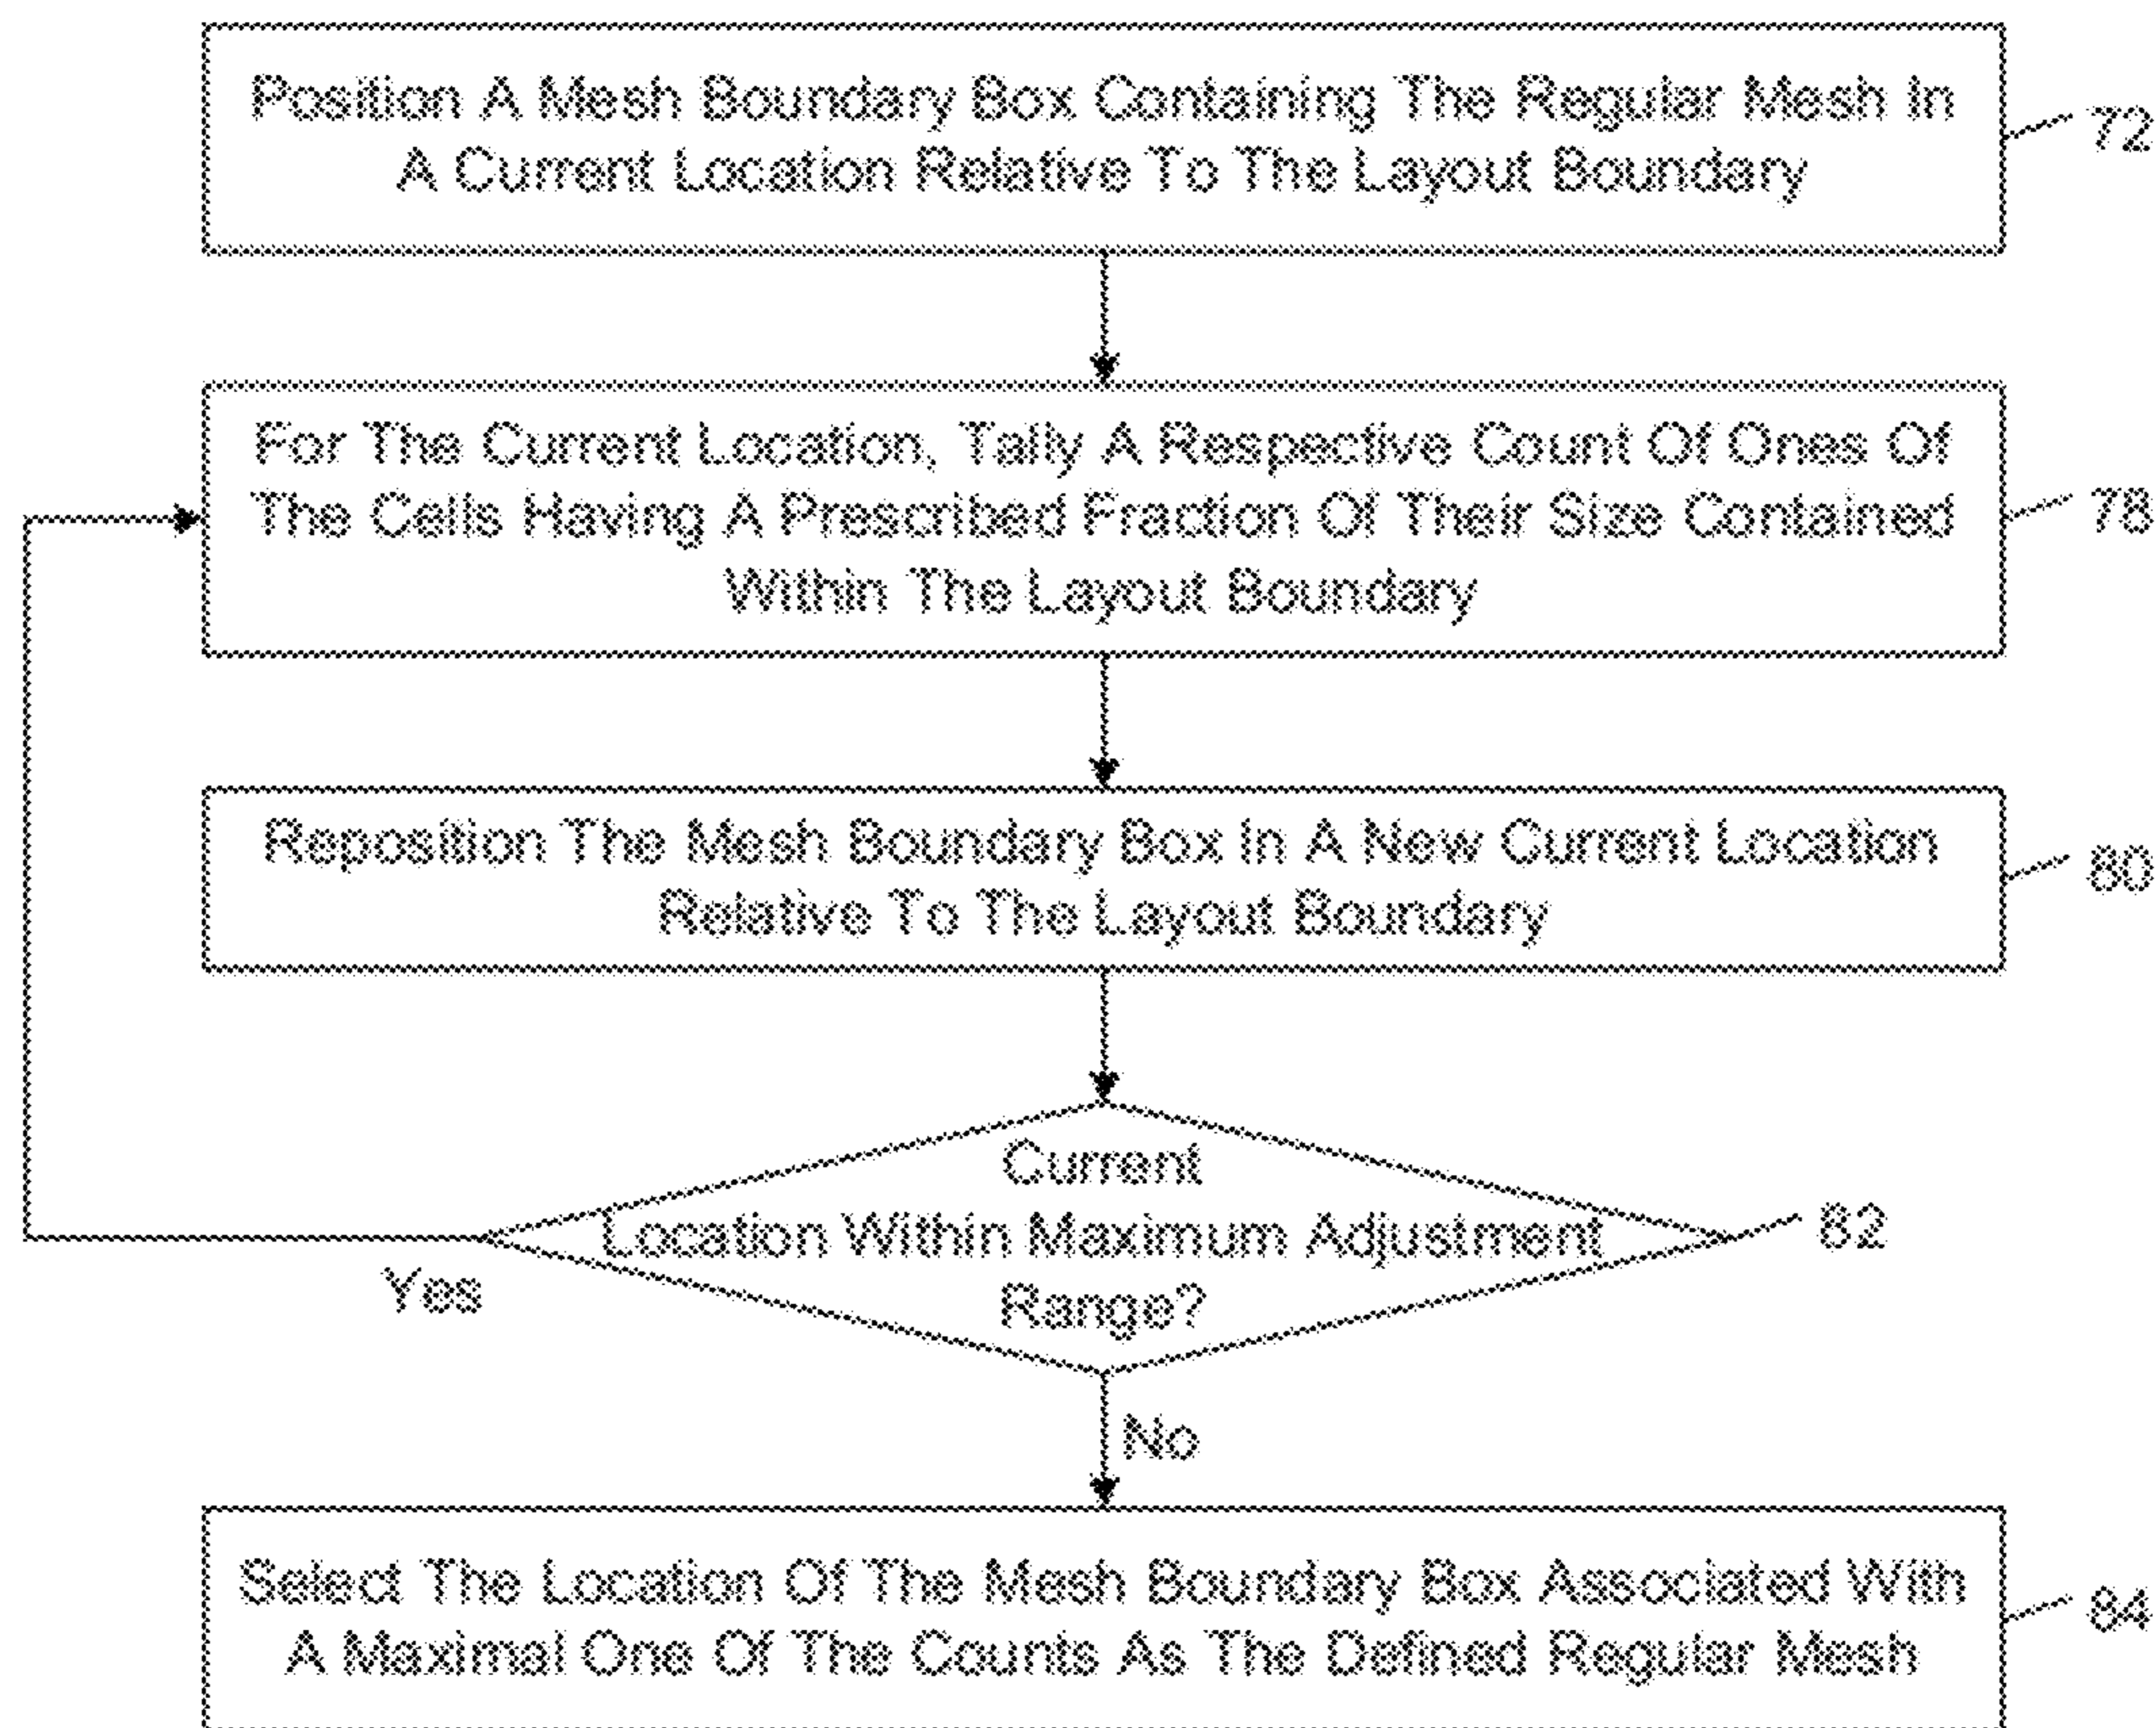 Position A Mesh Boundary Box Containing The Regular Mesh In
A Current Location Relative To The Layout Boundary
72
For The Current Location, Tally A Respective Count Of Ones Of
The Cells Having A Prescribed Fraction Of Their Size Contained
Within The Layout Boundary
78
Reposition The Mesh Boundary Box In A New Current Location
Relative To The Layout Boundary
80
Current
Location Within Maximum Adjustment
Range?
82
Yes
No
Select The Location Of The Mesh Boundary Box Associated With
A Maximal One Of The Counts As The Defined Regular Mesh
84